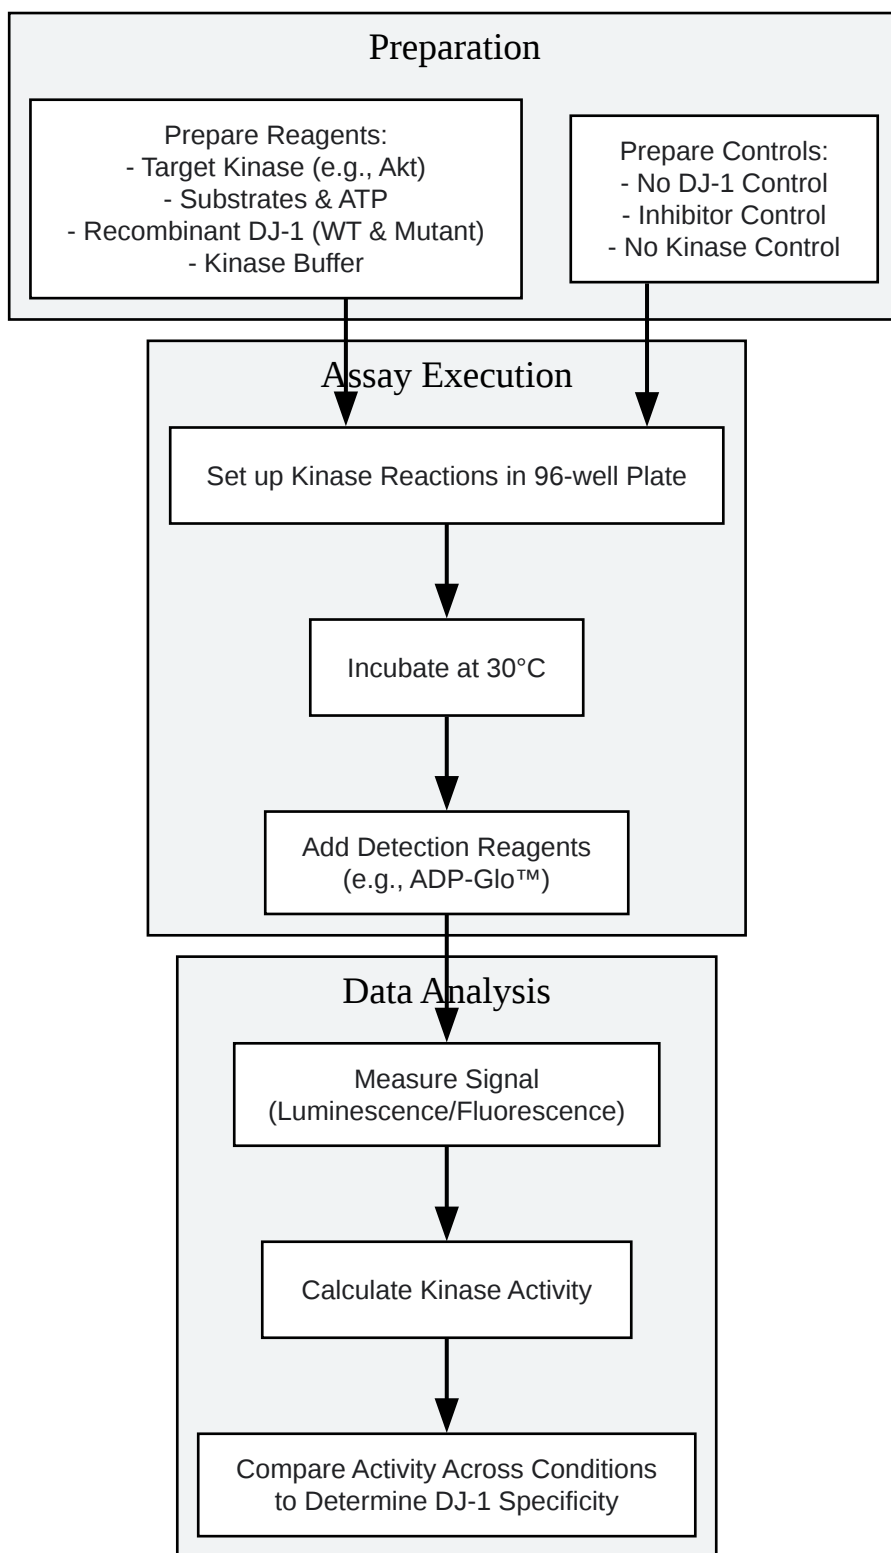 Preparation
Prepare Reagents:
- Target Kinase (e.g., Akt)
- Substrates & ATP
- Recombinant DJ-1 (WT & Mutant)
- Kinase Buffer
Prepare Controls:
- No DJ-1 Control
- Inhibitor Control
- No Kinase Control
Assay Execution
Set up Kinase Reactions in 96-well Plate
Incubate at 30°C
Add Detection Reagents
(e.g., ADP-Glo™)
Data Analysis
Measure Signal
(Luminescence/Fluorescence)
Calculate Kinase Activity
Compare Activity Across Conditions
to Determine DJ-1 Specificity